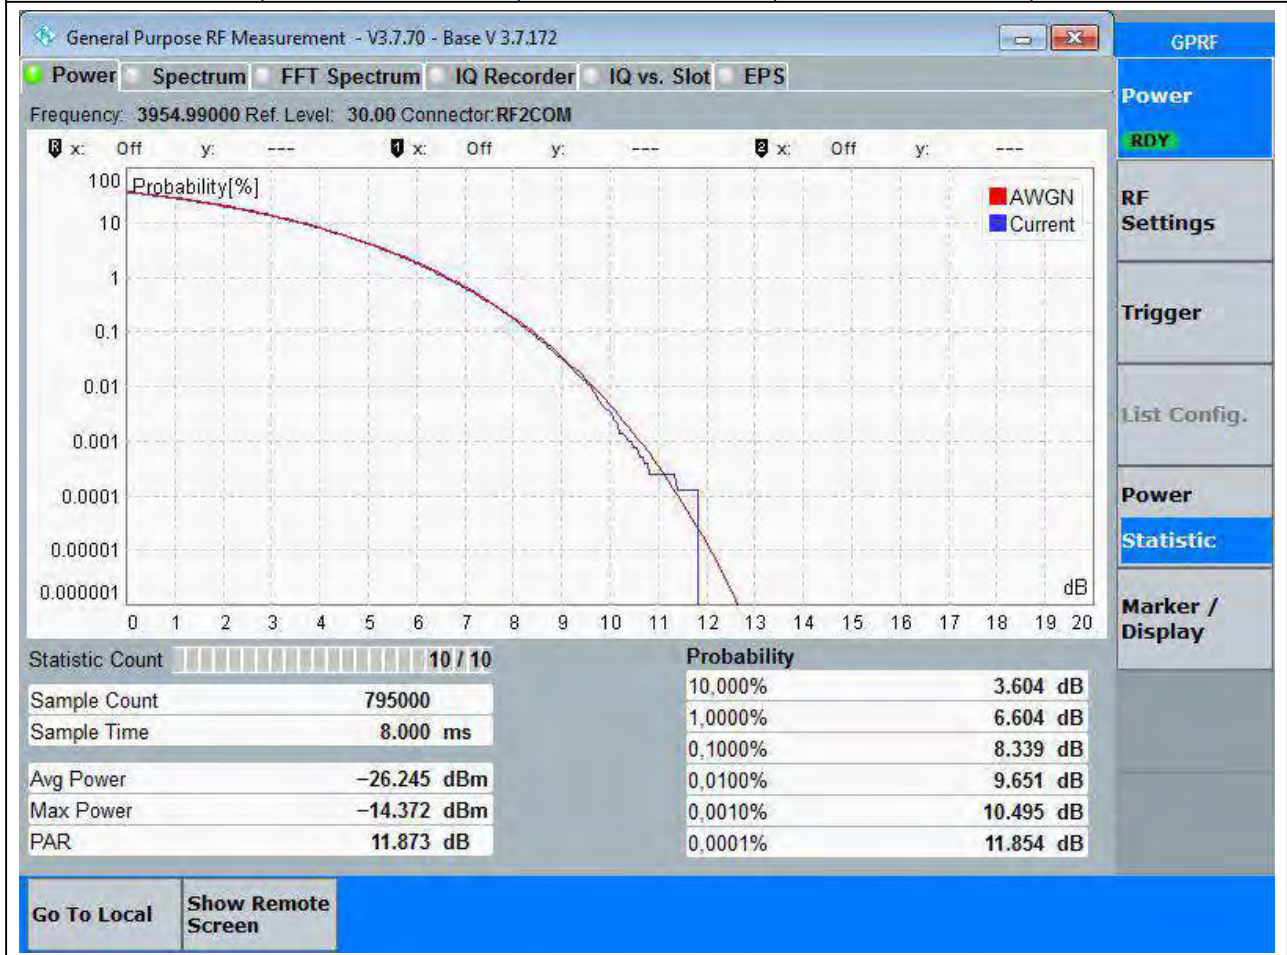 General Purpose RF Measurement - V3.7.70 - Base V 3.7.172
GPRF
Power Spectrum FFT Spectrum IQ Recorder IQ vs. Slot EPS
Frequency: 3954.99000 Ref. Level: 30.00 Connector:RF2COM
R x: Off y: --- 1 x: Off y: --- 2 x: Off y: ---
Probability[%]
AWGN
Current
100
10
1
0.1
0.01
0.001
0.0001
0.00001
0.000001
dB
0 1 2 3 4 5 6 7 8 9 10 11 12 13 14 15 16 17 18 19 20
Statistic Count 10 / 10
Sample Count 795000
Sample Time 8.000 ms
Avg Power −26.245 dBm
Max Power −14.372 dBm
PAR 11.873 dB
Probability
10,000% 3.604 dB
1,0000% 6.604 dB
0,1000% 8.339 dB
0,0100% 9.651 dB
0,0010% 10.495 dB
0,0001% 11.854 dB
Power
RDY
RF
Settings
Trigger
List Config.
Power
Statistic
Marker /
Display
Go To Local
Show Remote
Screen